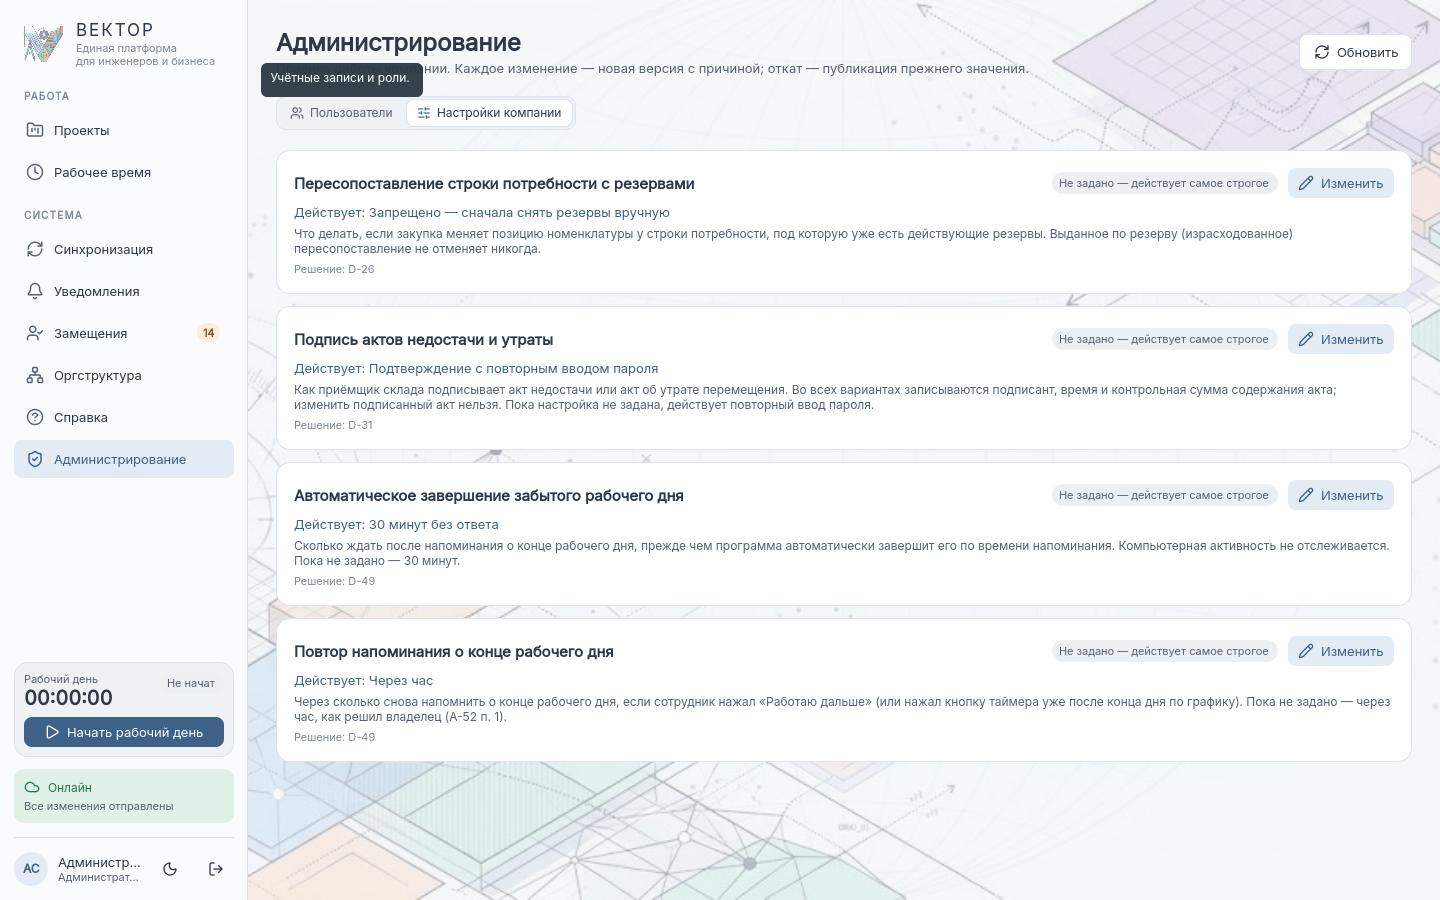 ВЕКТОР
Единая платформа
для инженеров и бизнеса
РАБОТА
Проекты
Рабочее время
СИСТЕМА
Синхронизация
Уведомления
Замещения
14
Оргструктура
Справка
Администрирование
Рабочий день
Не начат
00:00:00
Начать рабочий день
Онлайн
Все изменения отправлены
АС
Администр...
Администрат...
Администрирование
Обновить
нии. Каждое изменение — новая версия с причиной; откат — публикация прежнего значения.
Учётные записи и роли.
Пользователи
Настройки компании
Пересопоставление строки потребности с резервами
Не задано — действует самое строгое
Изменить
Действует: Запрещено — сначала снять резервы вручную
Что делать, если закупка меняет позицию номенклатуры у строки потребности, под которую уже есть действующие резервы. Выданное по резерву (израсходованное)
пересопоставление не отменяет никогда.
Решение: D-26
Подпись актов недостачи и утраты
Не задано — действует самое строгое
Изменить
Действует: Подтверждение с повторным вводом пароля
Как приёмщик склада подписывает акт недостачи или акт об утрате перемещения. Во всех вариантах записываются подписант, время и контрольная сумма содержания акта;
изменить подписанный акт нельзя. Пока настройка не задана, действует повторный ввод пароля.
Решение: D-31
Автоматическое завершение забытого рабочего дня
Не задано — действует самое строгое
Изменить
Действует: 30 минут без ответа
Сколько ждать после напоминания о конце рабочего дня, прежде чем программа автоматически завершит его по времени напоминания. Компьютерная активность не отслеживается.
Пока не задано — 30 минут.
Решение: D-49
Повтор напоминания о конце рабочего дня
Не задано — действует самое строгое
Изменить
Действует: Через час
Через сколько снова напомнить о конце рабочего дня, если сотрудник нажал «Работаю дальше» (или нажал кнопку таймера уже после конца дня по графику). Пока не задано — через
час, как решил владелец (А-52 п. 1).
Решение: D-49